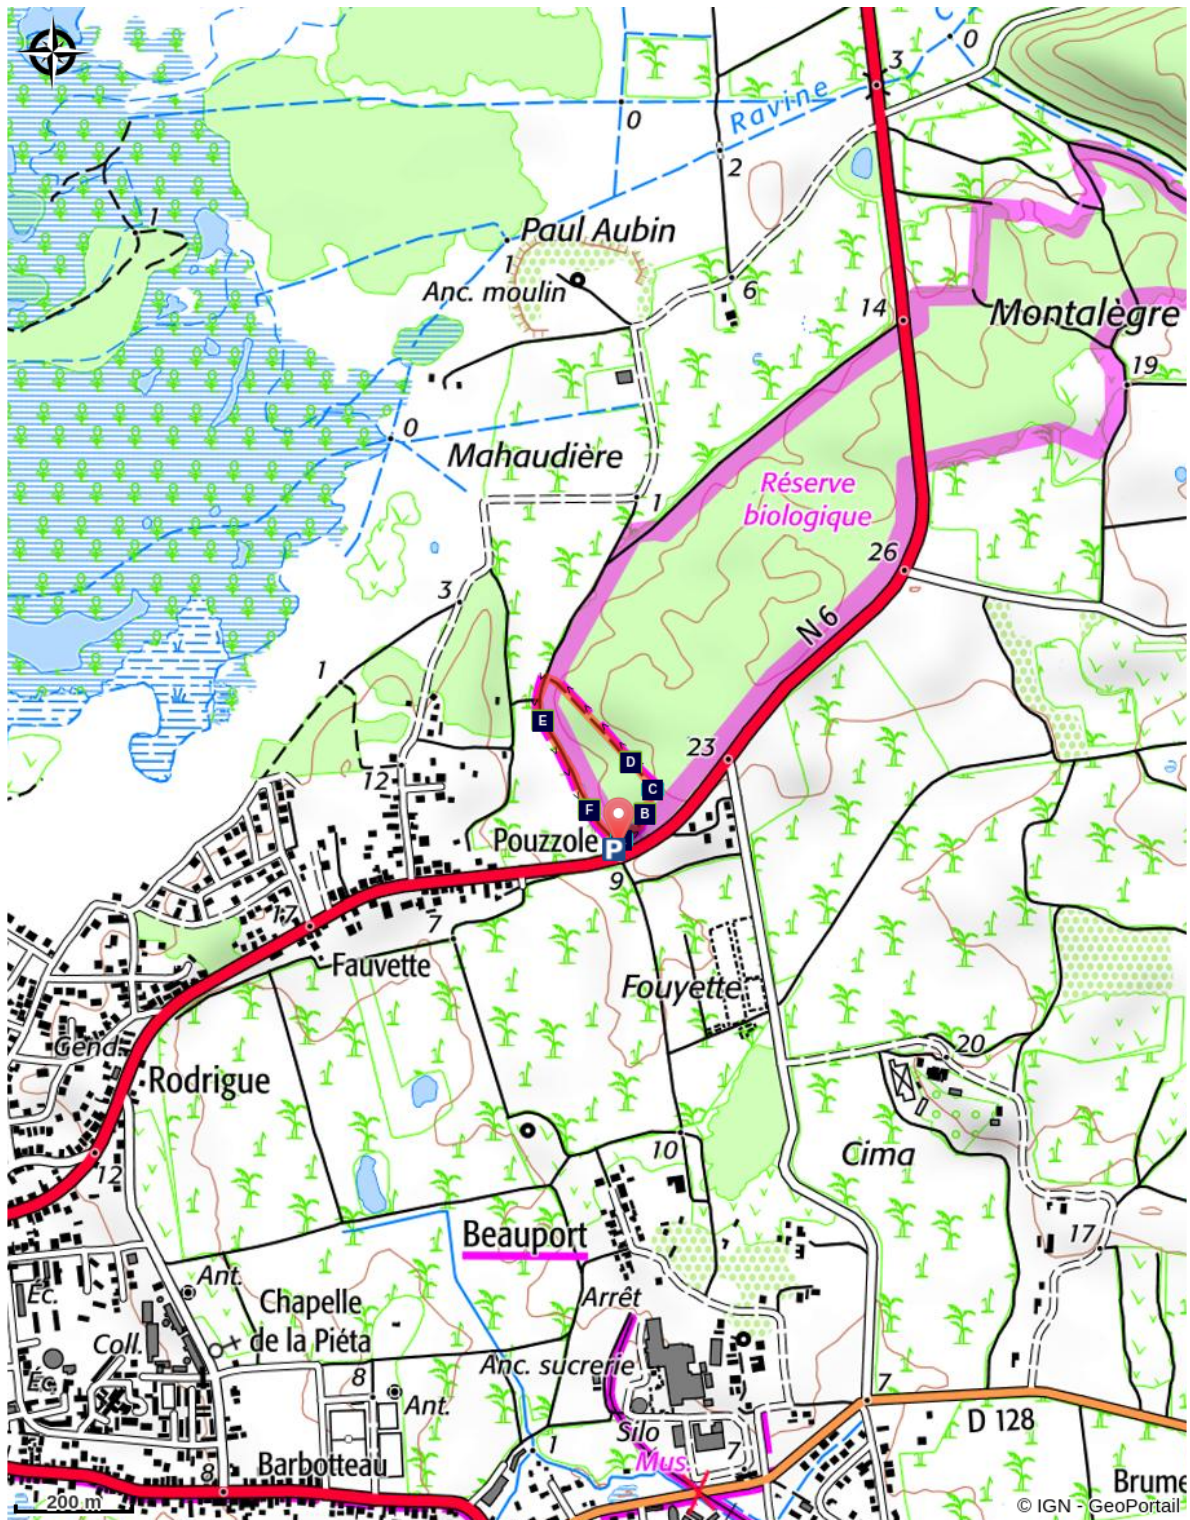 0
3
0
Ravine
2
1
Paul Aubin
1
Anc. moulin
6
14
Montalègre
19
0
Mahaudière
Réserve
biologique
1
26
3
N 6
1
E
23
D
12
C
F
B
Pouzzole
P
9
17
7
Fauvette
Fouyette
Gend.
20
Rodrigue
10
Cima
12
17
Beauport
Ant.
Éc.
Arrêt
Chapelle
de la Piéta
Coll.
Anc. sucrerie
Éc.
8
7
Ant.
D 128
Silo
1
7
Barbotteau
Mus.
8
Brume
200 m
© IGN - GeoPortail